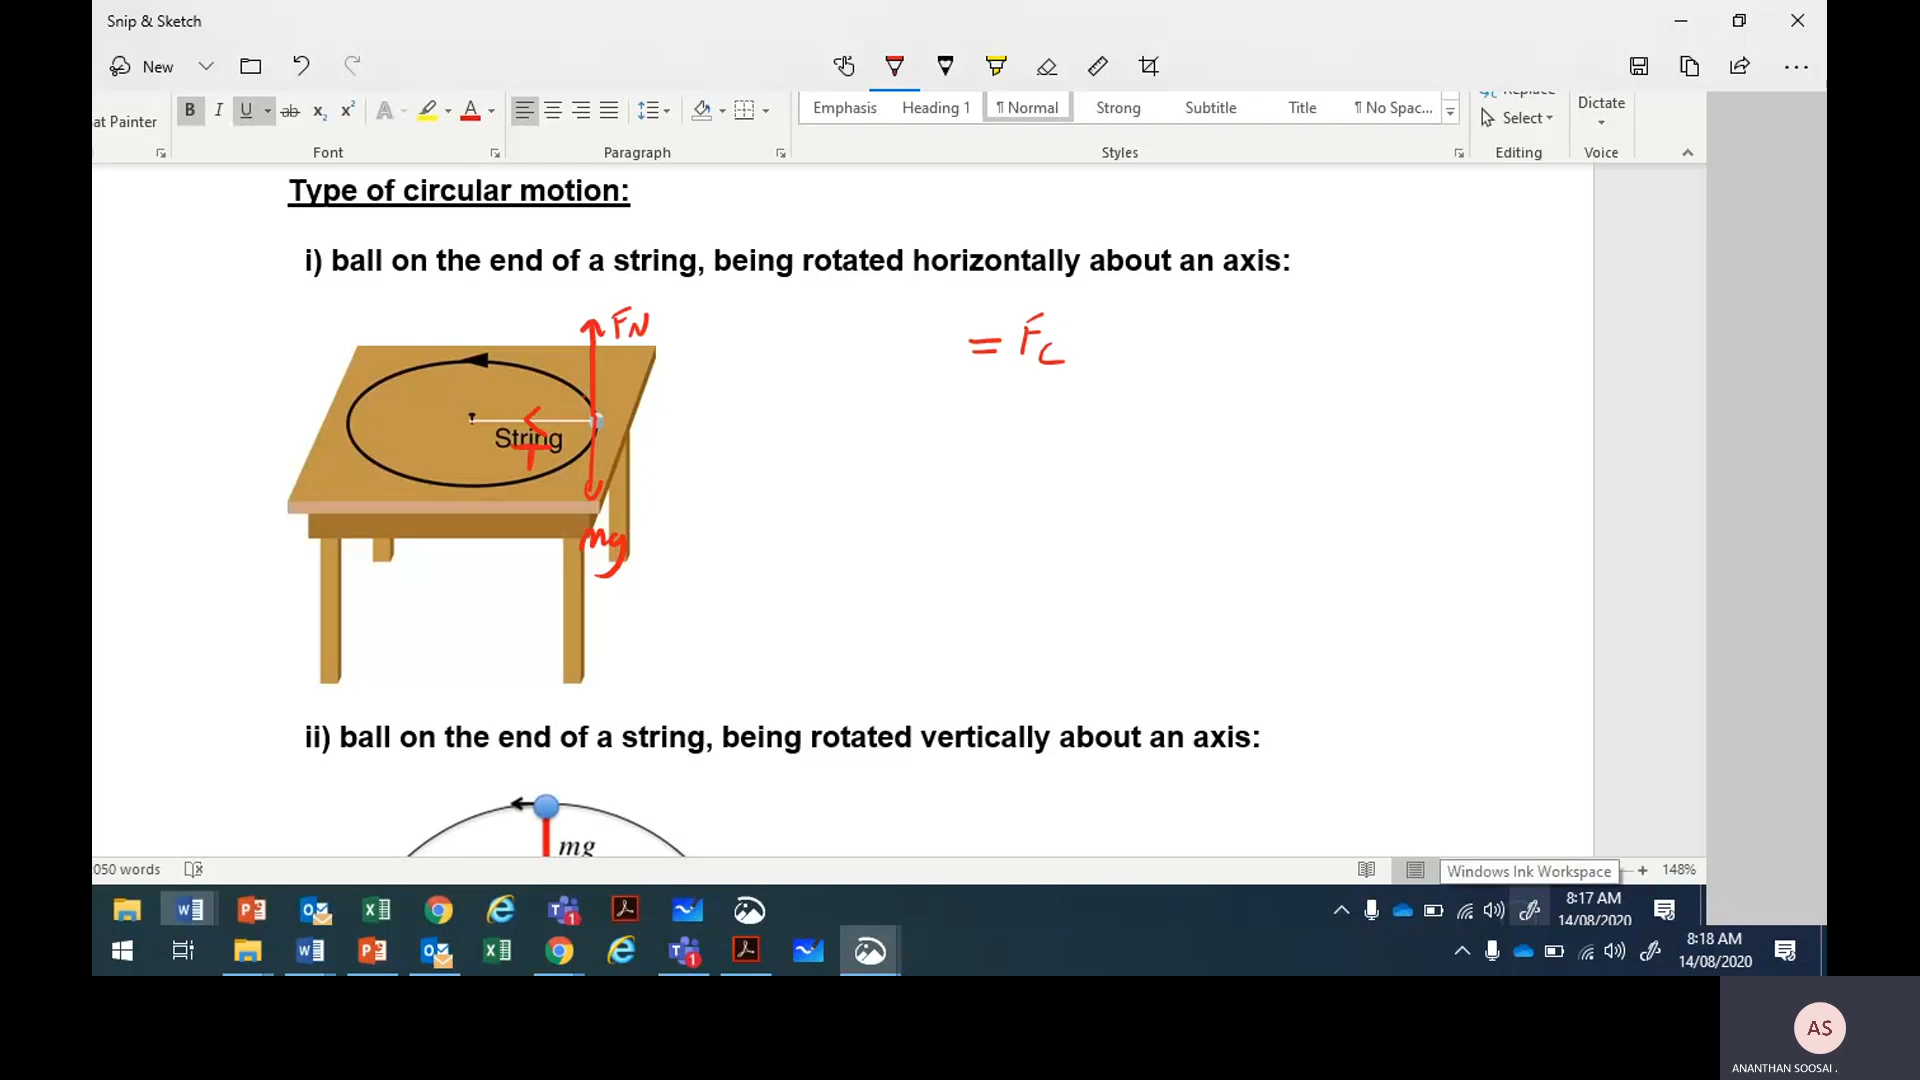 Snip & Sketch
New
at Painter
B I U ab x₂ x² A A
Emphasis Heading 1 ¶ Normal Strong Subtitle Title ¶ No Spac...
Replace
Select
Dictate
Font Paragraph Styles Editing Voice
Type of circular motion:
i) ball on the end of a string, being rotated horizontally about an axis:
FN
= Fc
String
T
mg
ii) ball on the end of a string, being rotated vertically about an axis:
mg
050 words
Windows Ink Workspace
148%
8:17 AM
14/08/2020
8:18 AM
14/08/2020
AS
ANANTHAN SOOSAI .